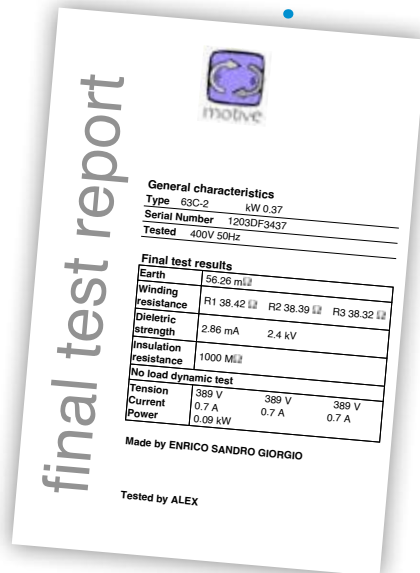 motive
final test report
General characteristics
Type 63C-2 kW 0.37
Serial Number 1203DF3437
Tested 400V 50Hz
Final test results
Earth 56.26 mΩ
Winding resistance R1 38.42 Ω R2 38.39 Ω R3 38.32 Ω
Dieletric strength 2.86 mA 2.4 kV
Insulation resistance 1000 MΩ
No load dynamic test
Tension 389 V 389 V 389 V
Current 0.7 A 0.7 A 0.7 A
Power 0.09 kW
Made by ENRICO SANDRO GIORGIO
Tested by ALEX